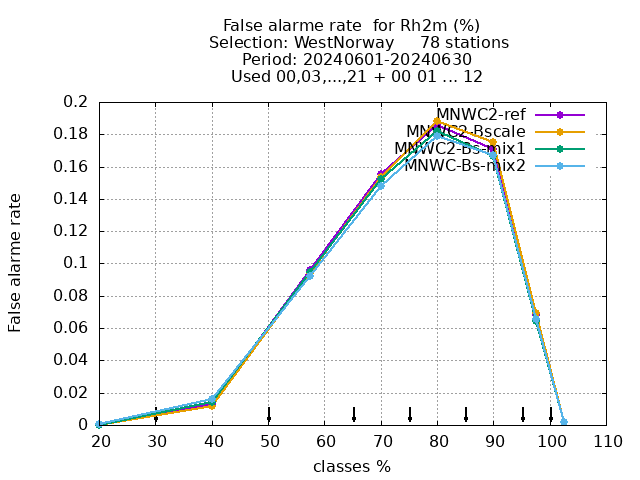 False alarme rate  for Rh2m (%)
Selection: WestNorway     78 stations
Period: 20240601-20240630
Used 00,03,...,21 + 00 01 ... 12
MNWC2-ref
MNWC2-Bscale
MNWC2-Bs-mix1
MNWC-Bs-mix2
False alarme rate
0.2
0.18
0.16
0.14
0.12
0.1
0.08
0.06
0.04
0.02
0
20 30 40 50 60 70 80 90 100 110
classes %